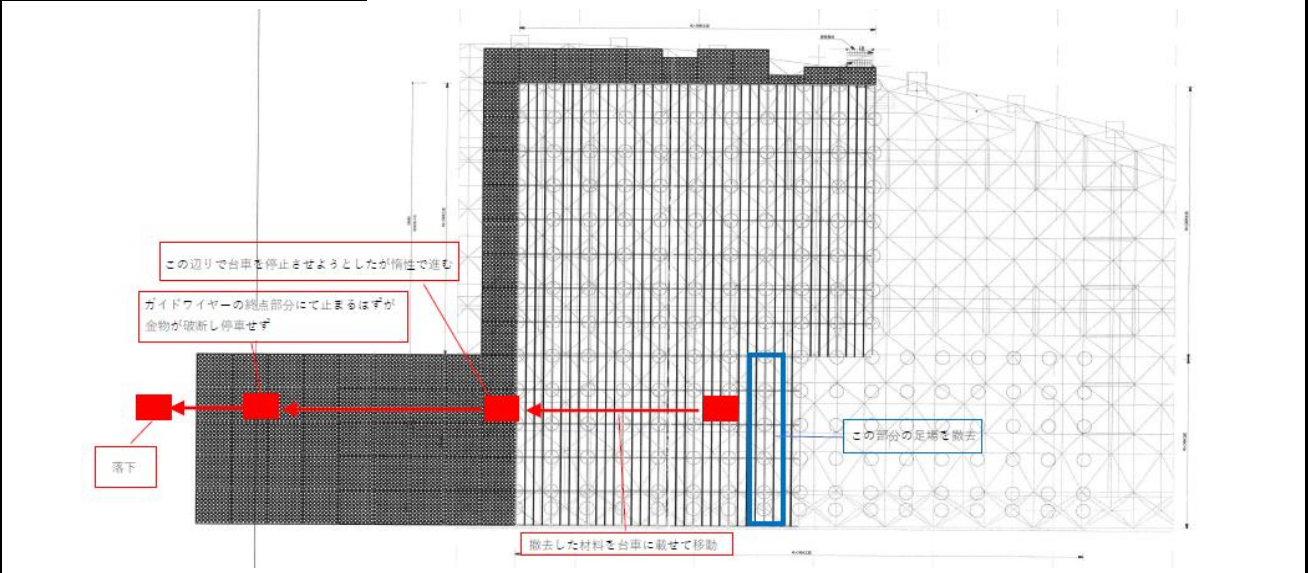 この辺りで台車を停止させようとしたが惰性で進む
ガイドワイヤーの終点部分にて止まるはずが
金物が破断し停車せず
この部分の足場を撤去
落下
撤去した材料を台車に載せて移動